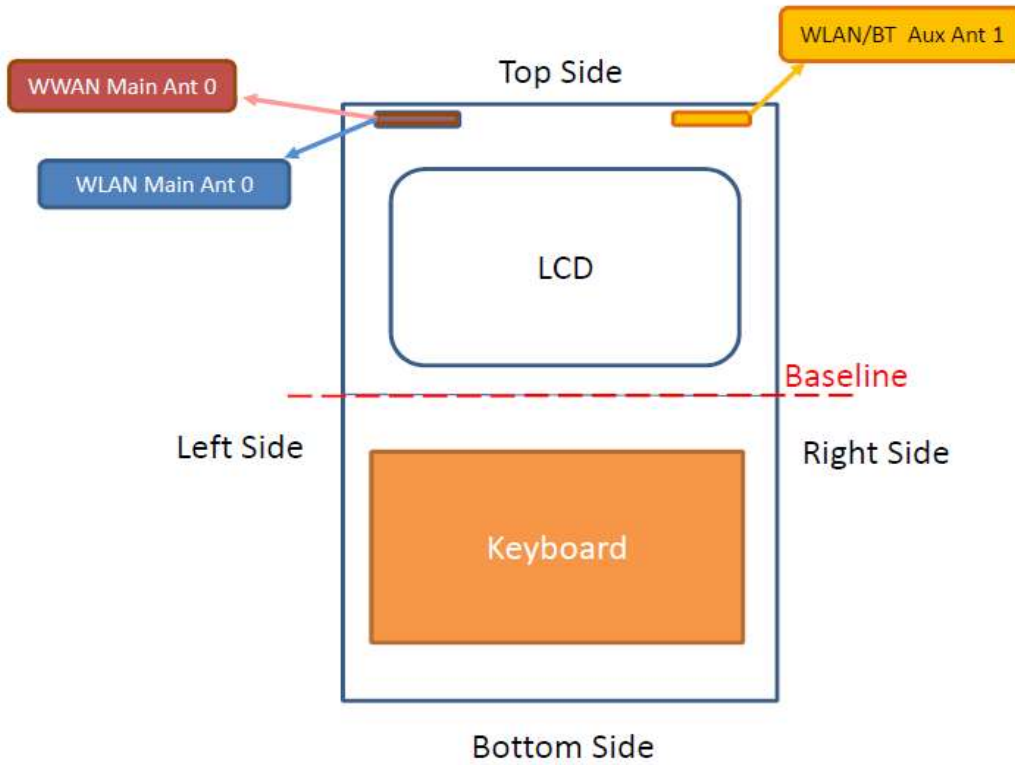 WLAN/BT  Aux Ant 1
Top Side
WWAN Main Ant 0
WLAN Main Ant 0
LCD
Baseline
Left Side
Right Side
Keyboard
Bottom Side